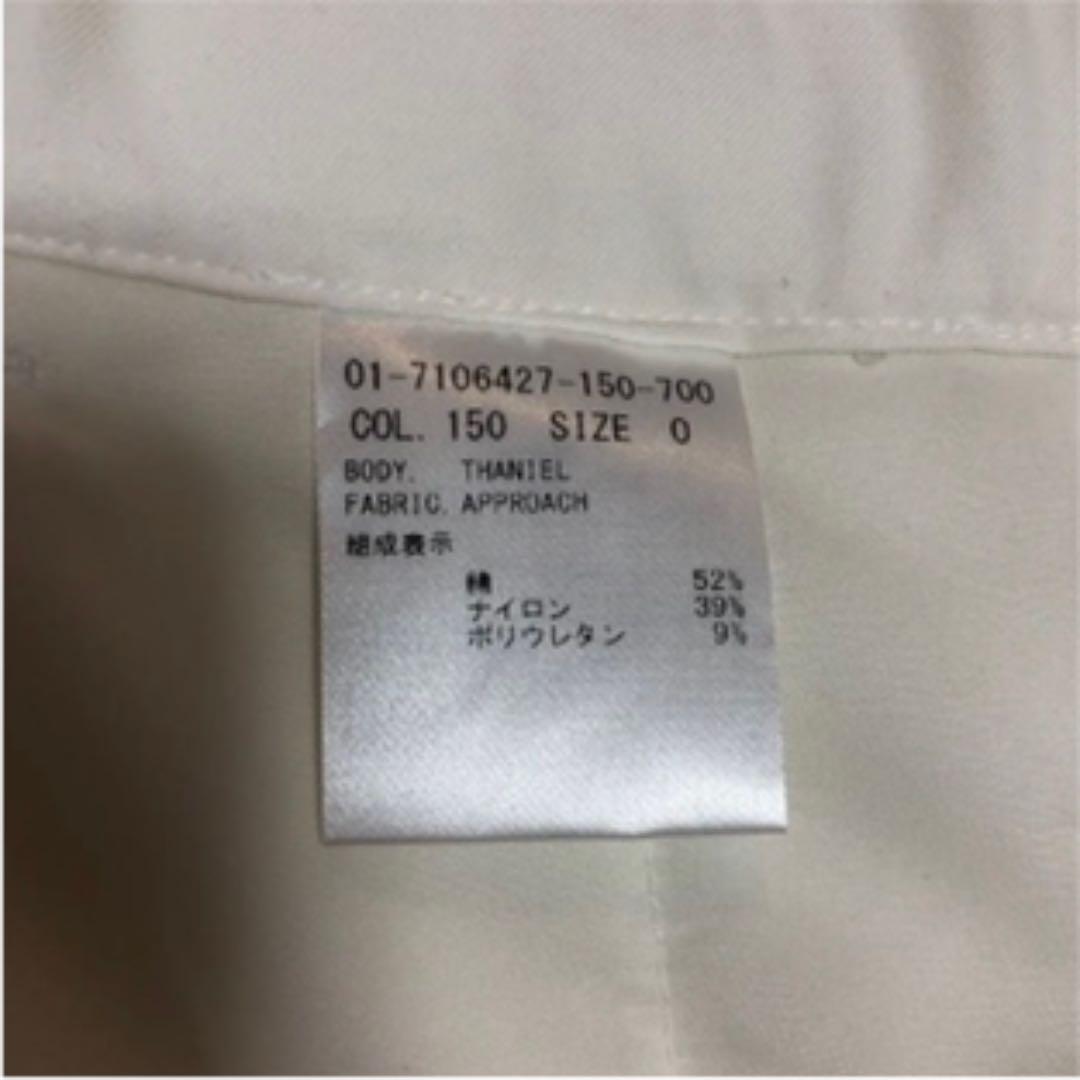 01-7106427-150-700
COL. 150 SIZE 0
BODY. THANIEL
FABRIC. APPROACH
組成表示
綿 52%
ナイロン 39%
ポリウレタン 9%